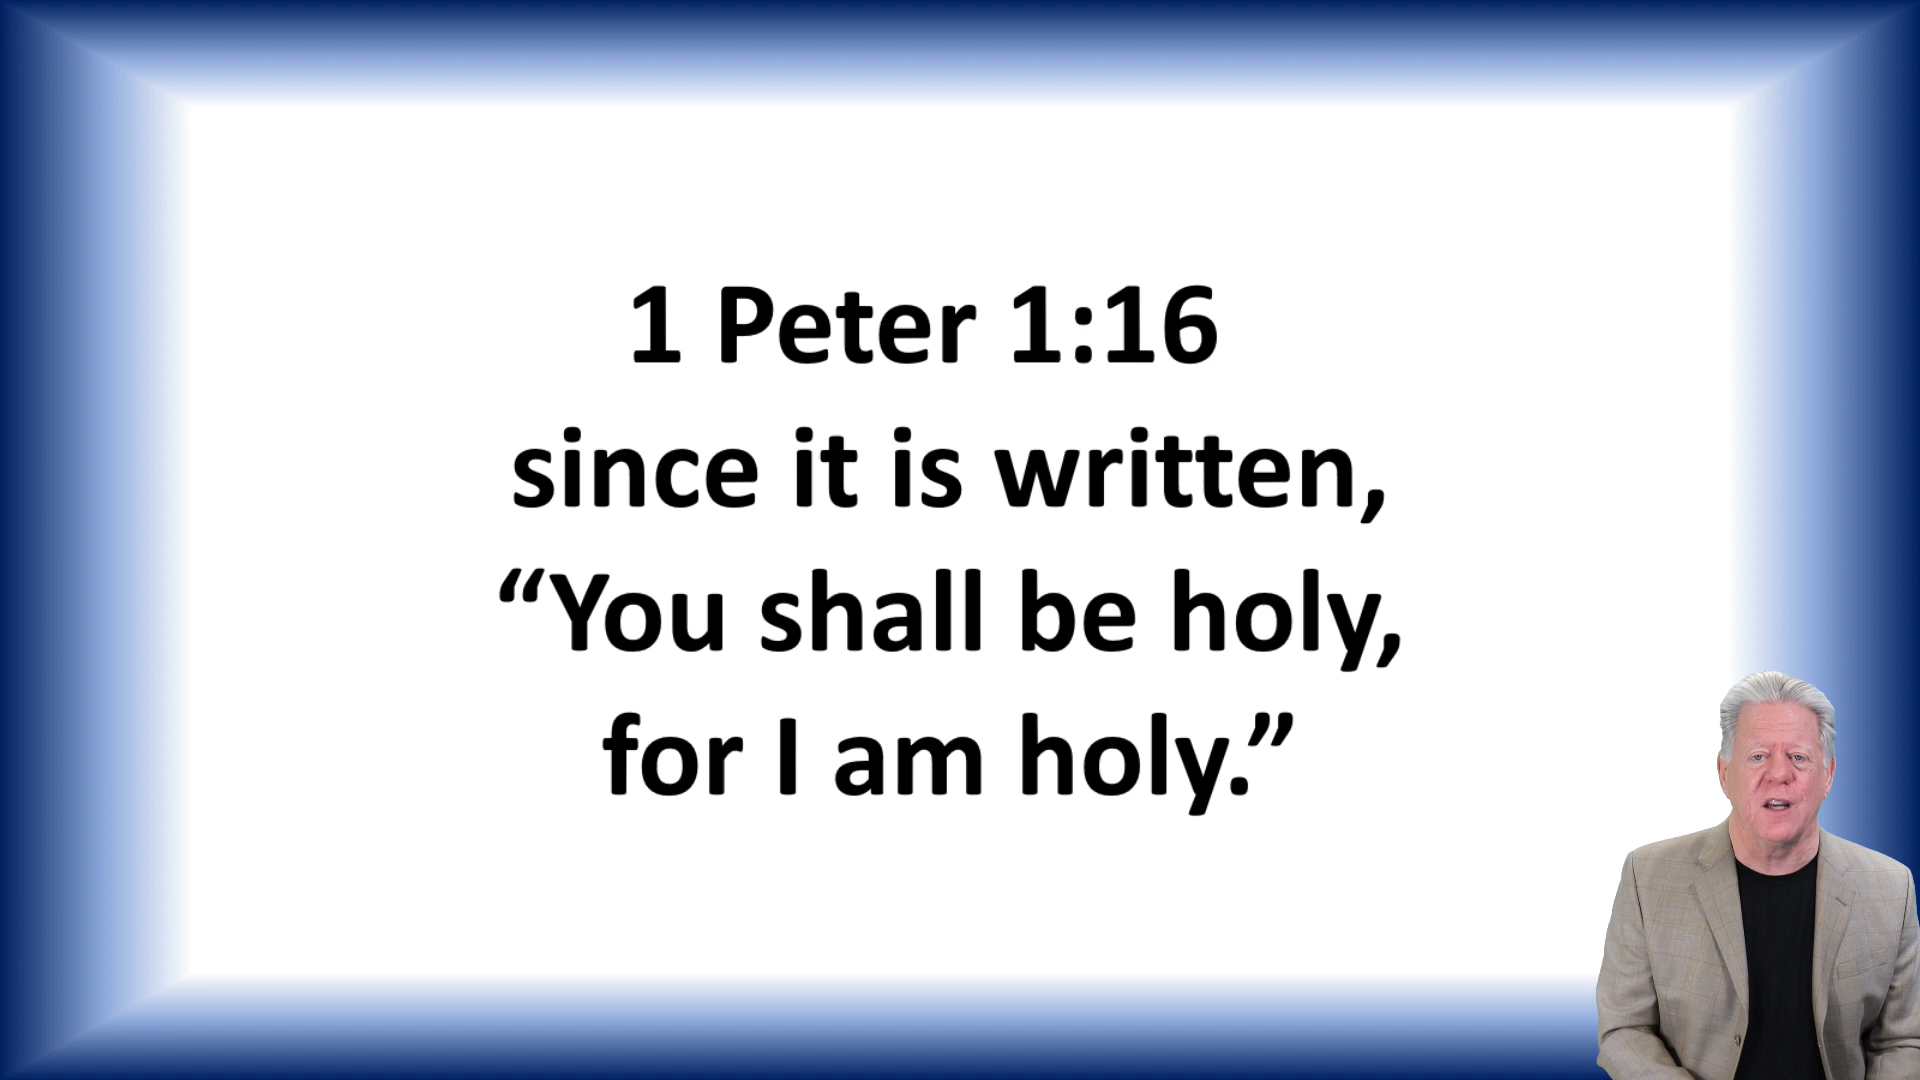 1 Peter 1:16
since it is written,
“You shall be holy,
for I am holy.”